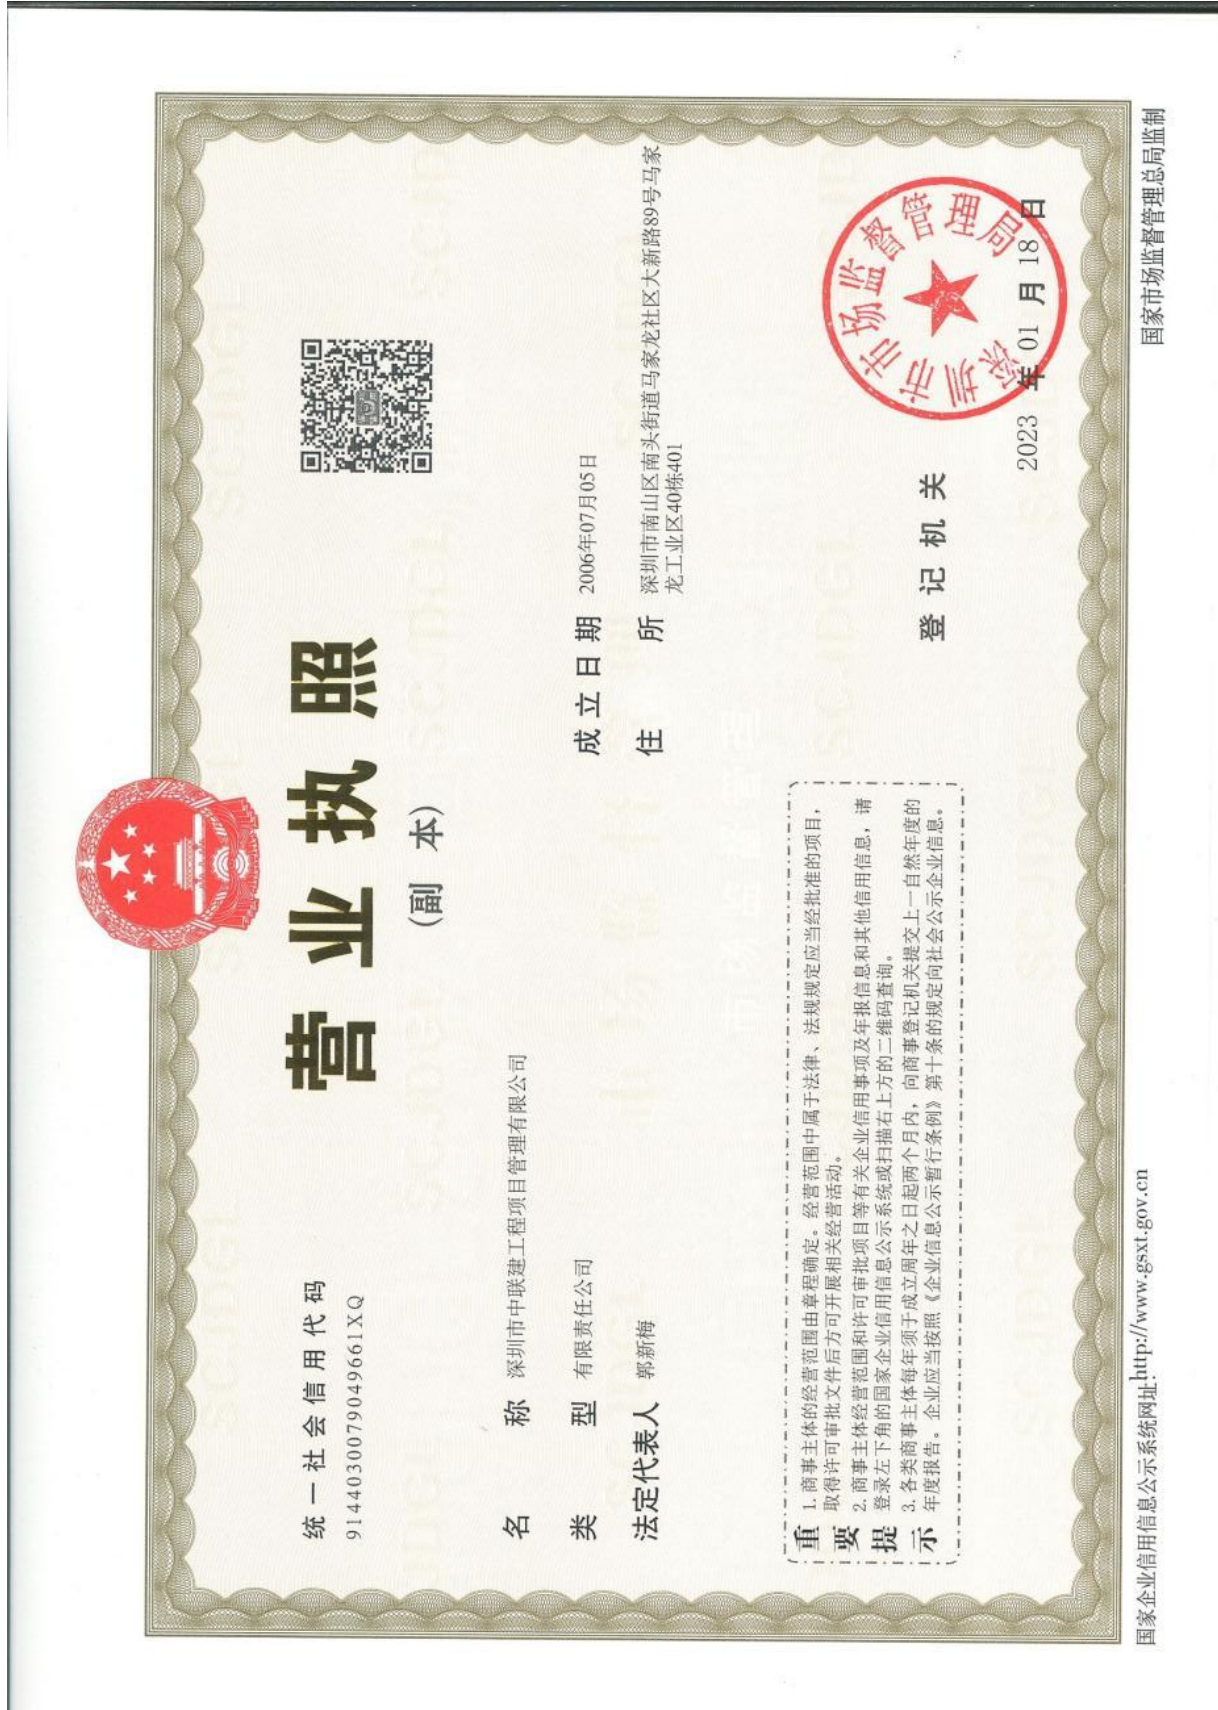 营业执照
(副 本)
统一社会信用代码
91440300790496611XQ
名 称 深圳市中联建工程项目管理有限公司
类 型 有限责任公司
法定代表人 郭新梅
成立日期 2006年07月05日
住 所 深圳市南山区南头街道马家龙社区大新路89号马家
龙工业区40栋401
重要提示
1.商事主体的经营范围由章程确定。经营范围中属于法律、法规规定应当经批准的项目，
取得许可审批文件后方可开展相关经营活动。
2.商事主体经营范围和许可审批项目等有关企业信用事项及年报信息和其他信用信息，请
登录左下角的国家企业信用信息公示系统或扫描右上方的二维码查询。
3.各类商事主体每年须于成立周年之日起两个月内，向商事登记机关提交上一自然年度的
年度报告。企业应当按照《企业信息公示暂行条例》第十条的规定向社会公示企业信息。
登记机关
深圳市市场监督管理局
2023 年 01 月 18 日
国家企业信用信息公示系统网址:http://www.gsxt.gov.cn
国家市场监督管理总局监制